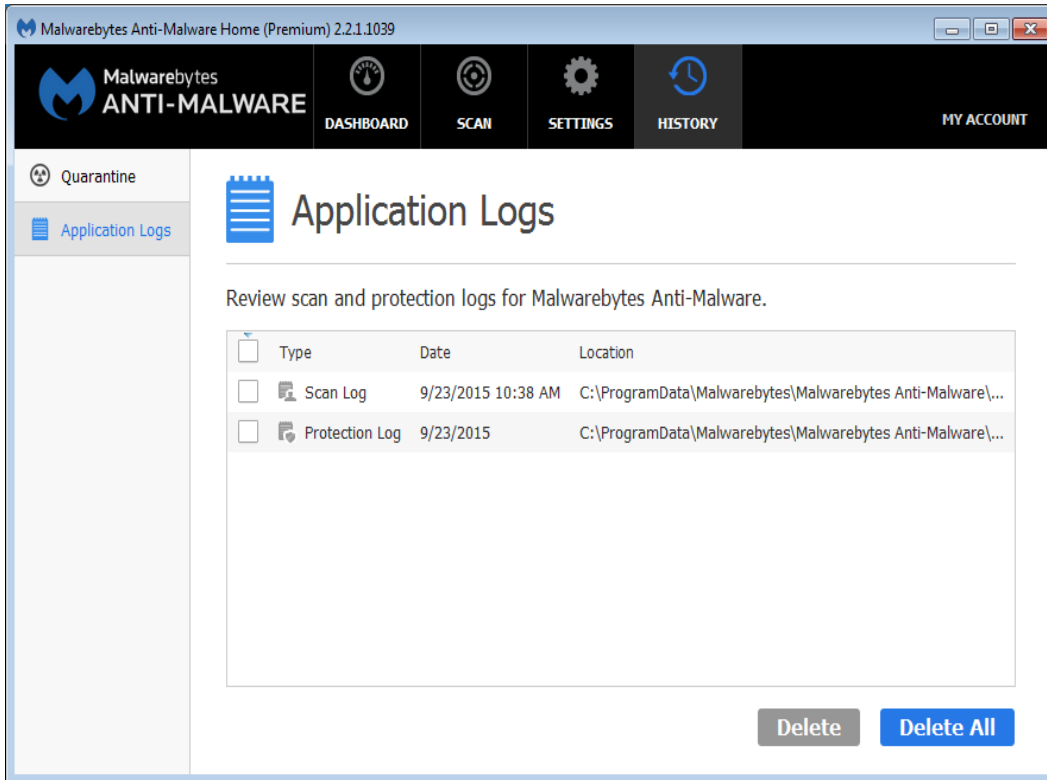 Malwarebytes Anti-Malware Home (Premium) 2.2.1.1039
Malwarebytes
ANTI-MALWARE
DASHBOARD SCAN SETTINGS HISTORY MY ACCOUNT
Quarantine
Application Logs
Application Logs
Review scan and protection logs for Malwarebytes Anti-Malware.
Type Date Location
Scan Log 9/23/2015 10:38 AM C:\ProgramData\Malwarebytes\Malwarebytes Anti-Malware\...
Protection Log 9/23/2015 C:\ProgramData\Malwarebytes\Malwarebytes Anti-Malware\...
Delete Delete All